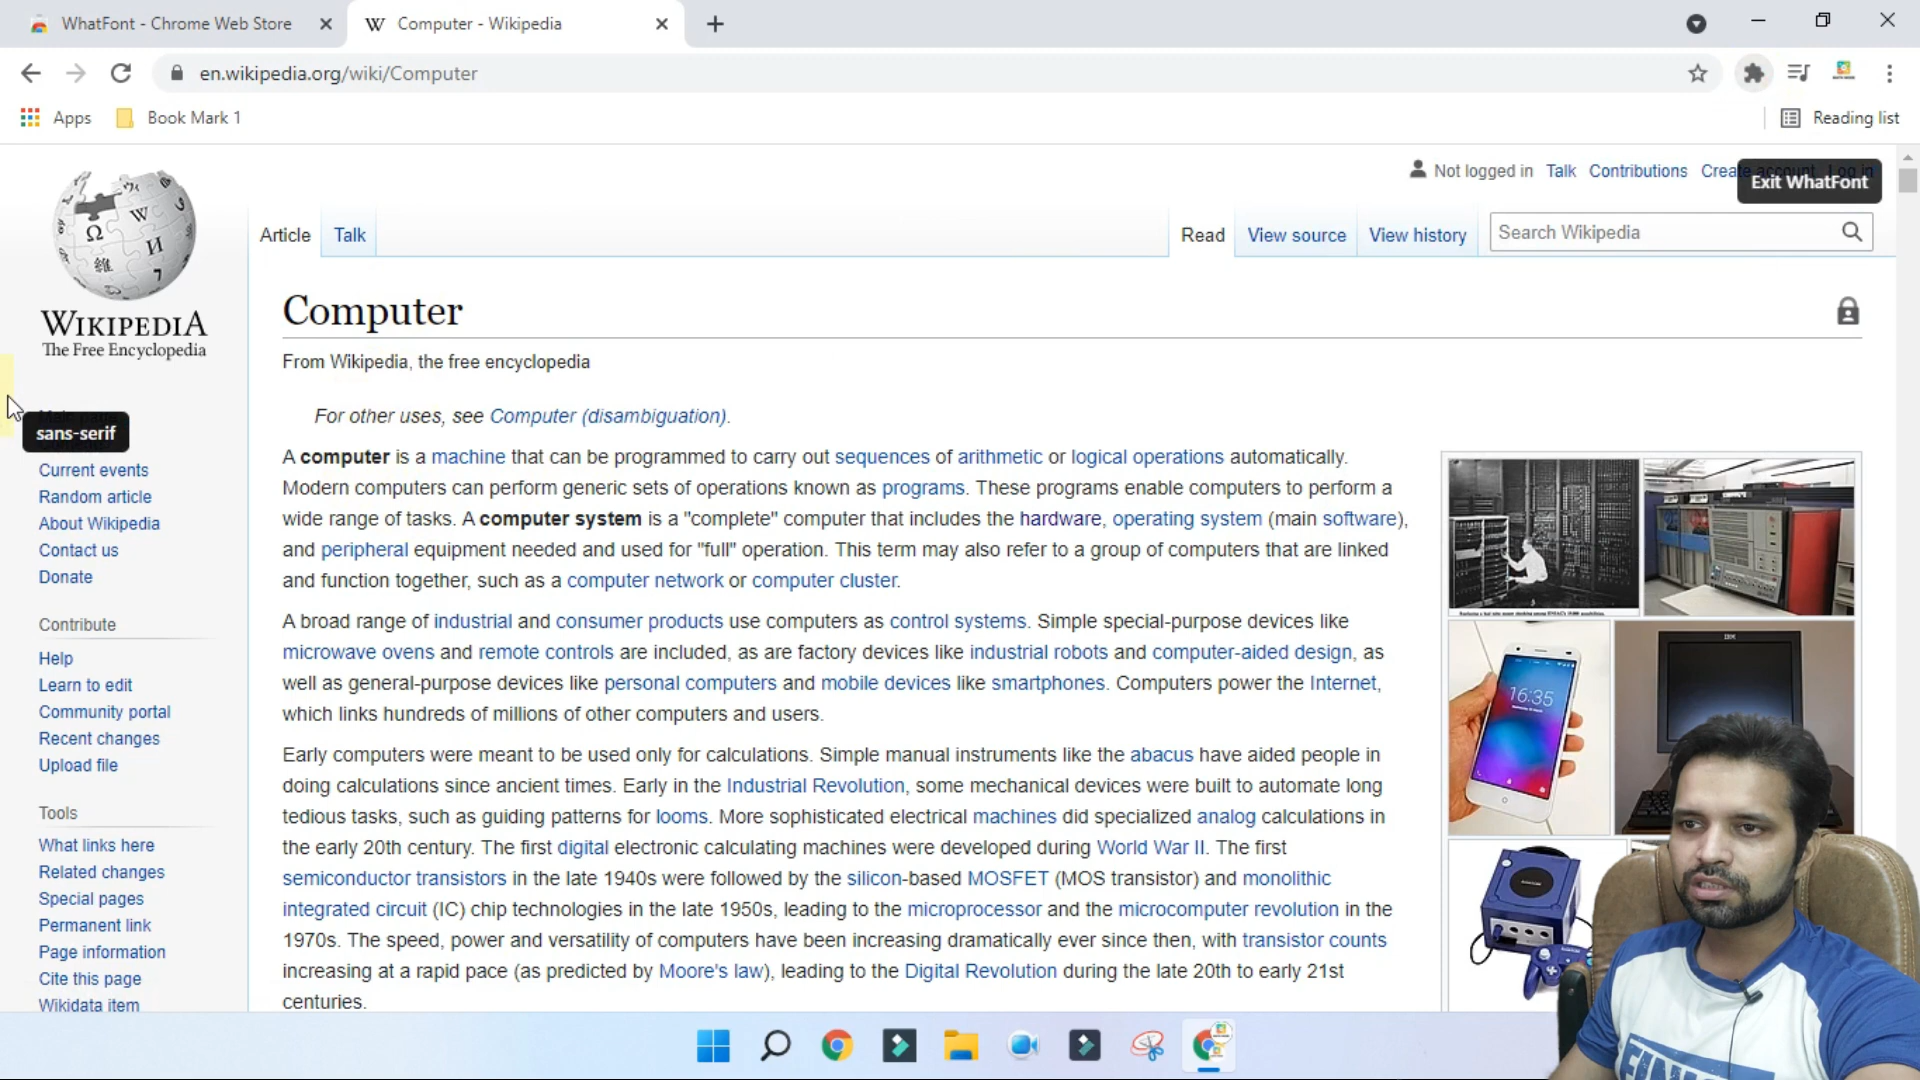 WhatFont - Chrome Web Store
Computer - Wikipedia
en.wikipedia.org/wiki/Computer
Apps
Book Mark 1
Reading list
Not logged in Talk Contributions Create account Log in
Exit WhatFont
Article Talk
Read View source View history
Search Wikipedia
WIKIPEDIA
The Free Encyclopedia
Main page
sans-serif
Current events
Random article
About Wikipedia
Contact us
Donate
Contribute
Help
Learn to edit
Community portal
Recent changes
Upload file
Tools
What links here
Related changes
Special pages
Permanent link
Page information
Cite this page
Wikidata item
Computer
From Wikipedia, the free encyclopedia
For other uses, see Computer (disambiguation).
A computer is a machine that can be programmed to carry out sequences of arithmetic or logical operations automatically.
Modern computers can perform generic sets of operations known as programs. These programs enable computers to perform a
wide range of tasks. A computer system is a "complete" computer that includes the hardware, operating system (main software),
and peripheral equipment needed and used for "full" operation. This term may also refer to a group of computers that are linked
and function together, such as a computer network or computer cluster.
A broad range of industrial and consumer products use computers as control systems. Simple special-purpose devices like
microwave ovens and remote controls are included, as are factory devices like industrial robots and computer-aided design, as
well as general-purpose devices like personal computers and mobile devices like smartphones. Computers power the Internet,
which links hundreds of millions of other computers and users.
Early computers were meant to be used only for calculations. Simple manual instruments like the abacus have aided people in
doing calculations since ancient times. Early in the Industrial Revolution, some mechanical devices were built to automate long
tedious tasks, such as guiding patterns for looms. More sophisticated electrical machines did specialized analog calculations in
the early 20th century. The first digital electronic calculating machines were developed during World War II. The first
semiconductor transistors in the late 1940s were followed by the silicon-based MOSFET (MOS transistor) and monolithic
integrated circuit (IC) chip technologies in the late 1950s, leading to the microprocessor and the microcomputer revolution in the
1970s. The speed, power and versatility of computers have been increasing dramatically ever since then, with transistor counts
increasing at a rapid pace (as predicted by Moore's law), leading to the Digital Revolution during the late 20th to early 21st
centuries.
16:35
IBM